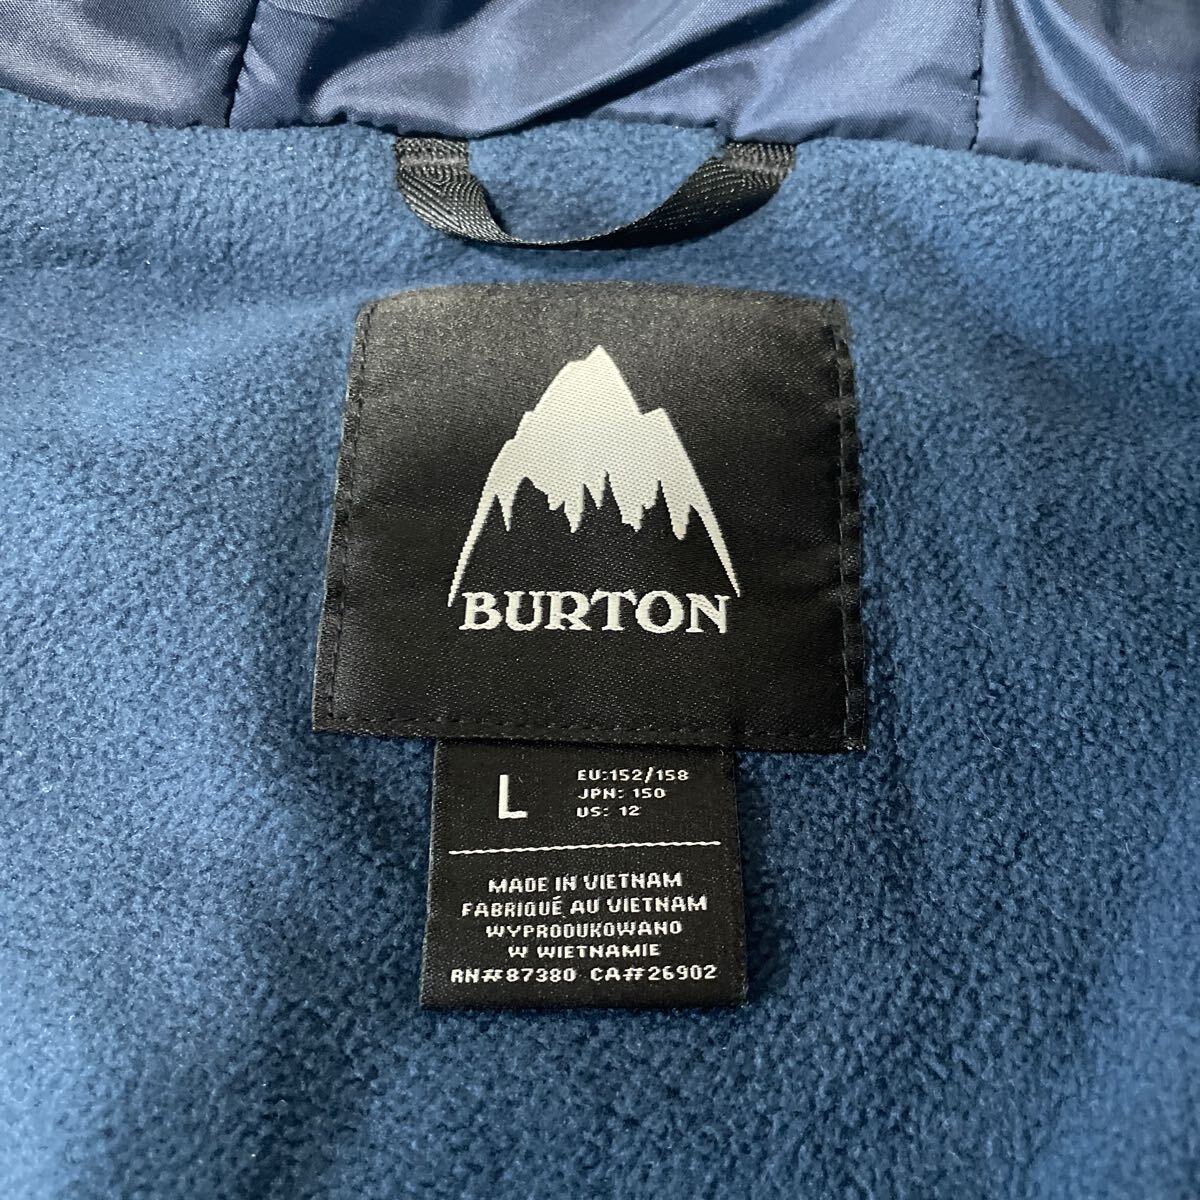 BURTON
L
EU:152/158
JPN: 150
US: 12
MADE IN VIETNAM
FABRIQUÉ AU VIETNAM
WYPRODUKOWANO
W WIETNAMIE
RN#87380 CA#26902